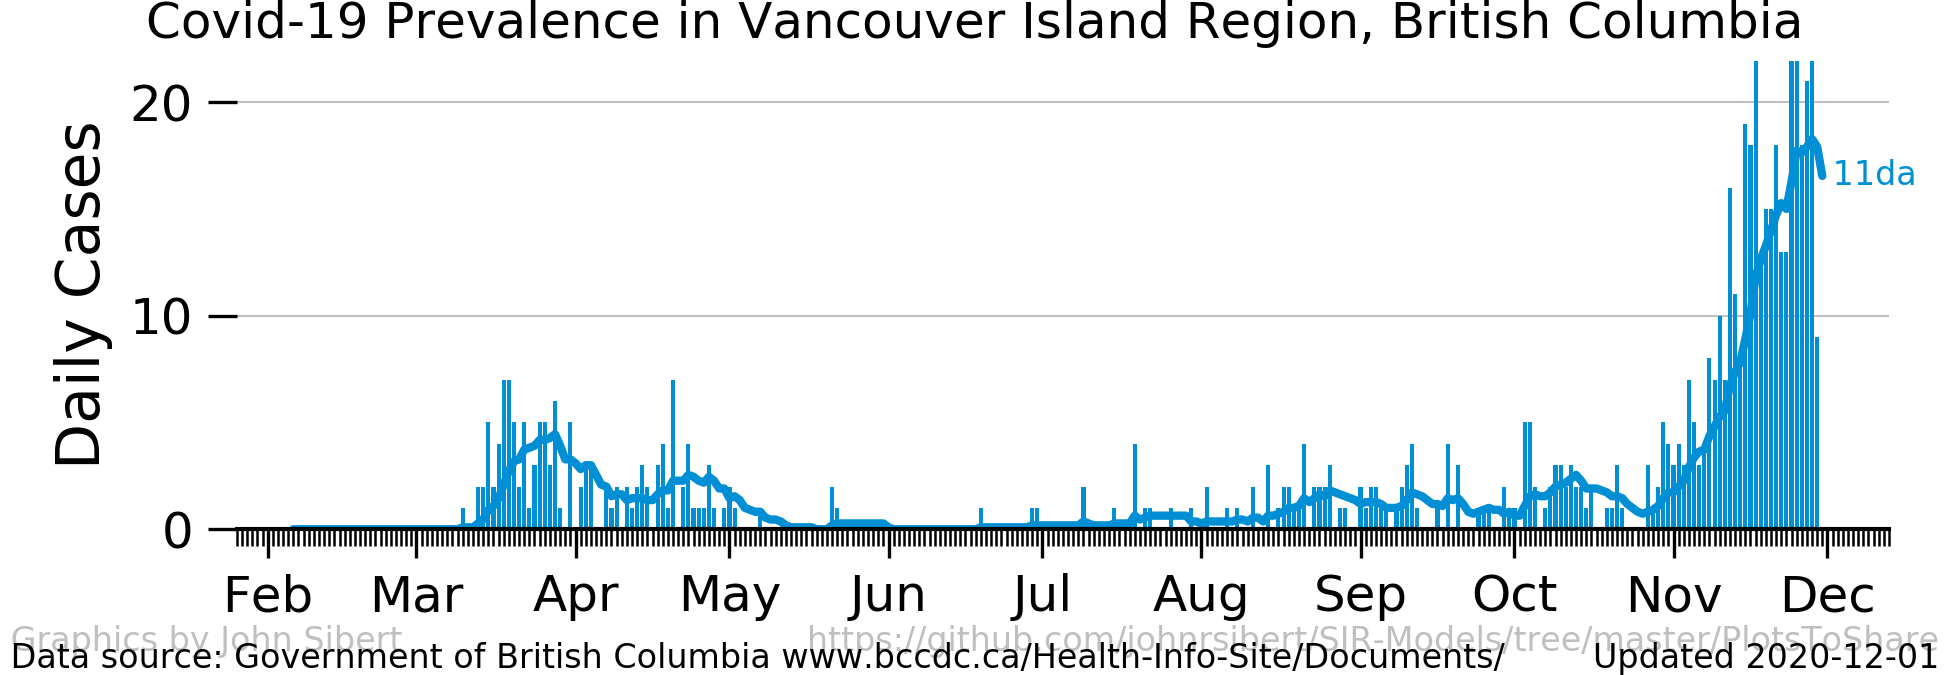 Covid-19 Prevalence in Vancouver Island Region, British Columbia
Daily Cases
20
10
0
11da
Feb Mar Apr May Jun Jul Aug Sep Oct Nov Dec
Graphics by John Sibert https://github.com/johnrsibert/SIR-Models/tree/master/PlotsToShare
Data source: Government of British Columbia www.bccdc.ca/Health-Info-Site/Documents/ Updated 2020-12-01